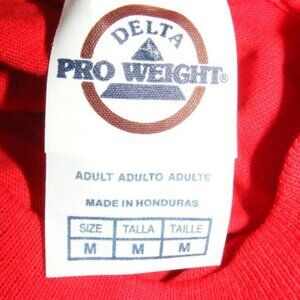 DELTA
PRO WEIGHT®
ADULT ADULTO ADULTE
MADE IN HONDURAS
SIZE TALLA TAILLE
M M M